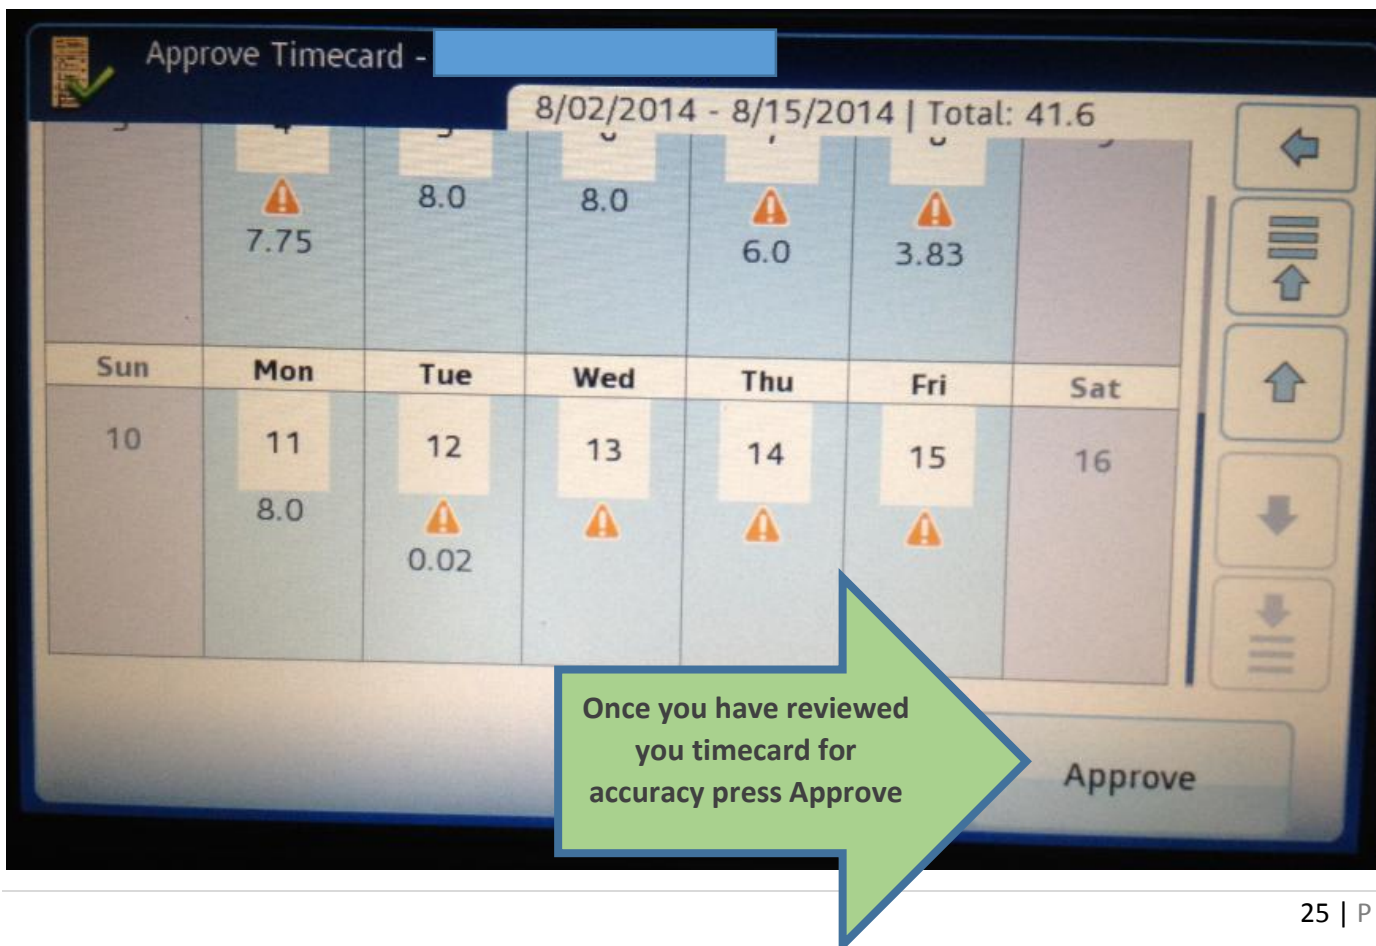 Approve Timecard -
8/02/2014 - 8/15/2014 | Total: 41.6
8.0 8.0
7.75 6.0 3.83
Sun Mon Tue Wed Thu Fri Sat
10 11 12 13 14 15 16
8.0
0.02
Once you have reviewed
you timecard for
accuracy press Approve
Approve
25 | P